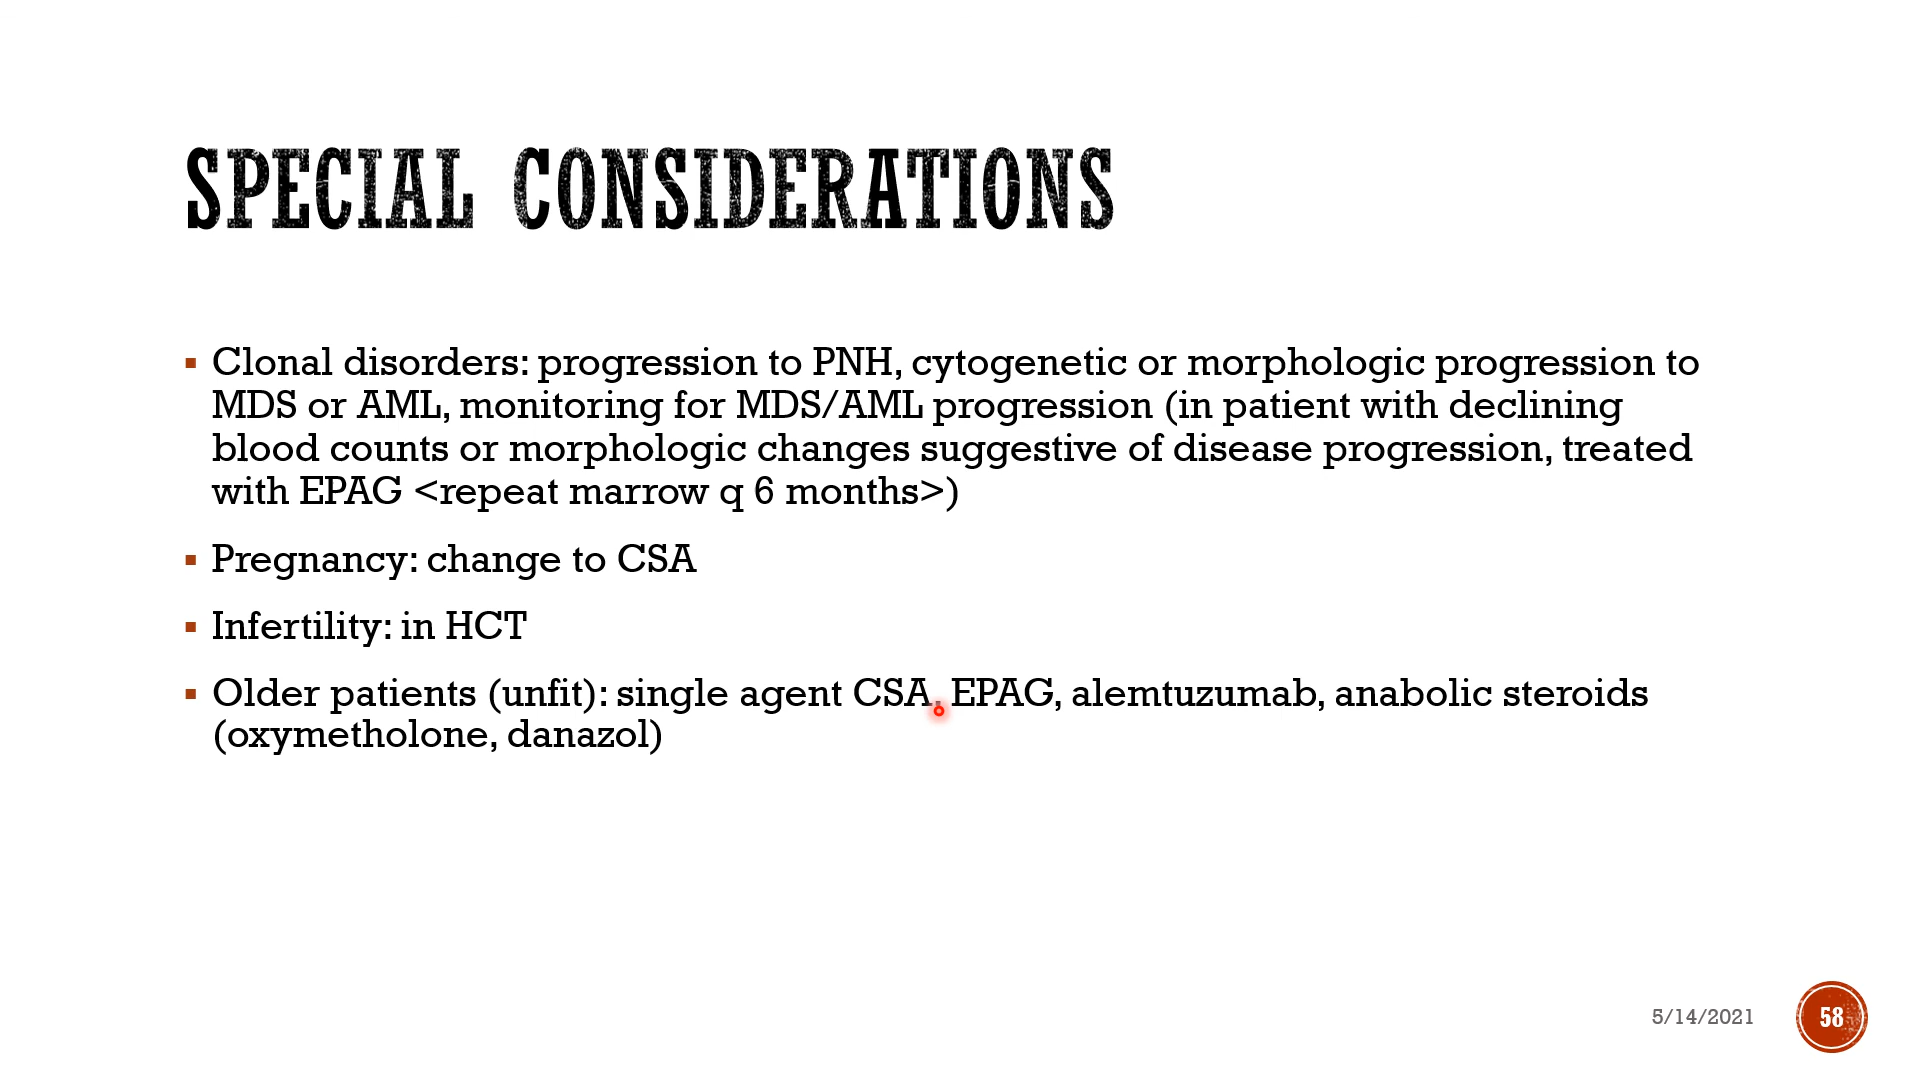 SPECIAL CONSIDERATIONS
▪ Clonal disorders: progression to PNH, cytogenetic or morphologic progression to
MDS or AML, monitoring for MDS/AML progression (in patient with declining
blood counts or morphologic changes suggestive of disease progression, treated
with EPAG <repeat marrow q 6 months>)
▪ Pregnancy: change to CSA
▪ Infertility: in HCT
▪ Older patients (unfit): single agent CSA, EPAG, alemtuzumab, anabolic steroids
(oxymetholone, danazol)
5/14/2021
58